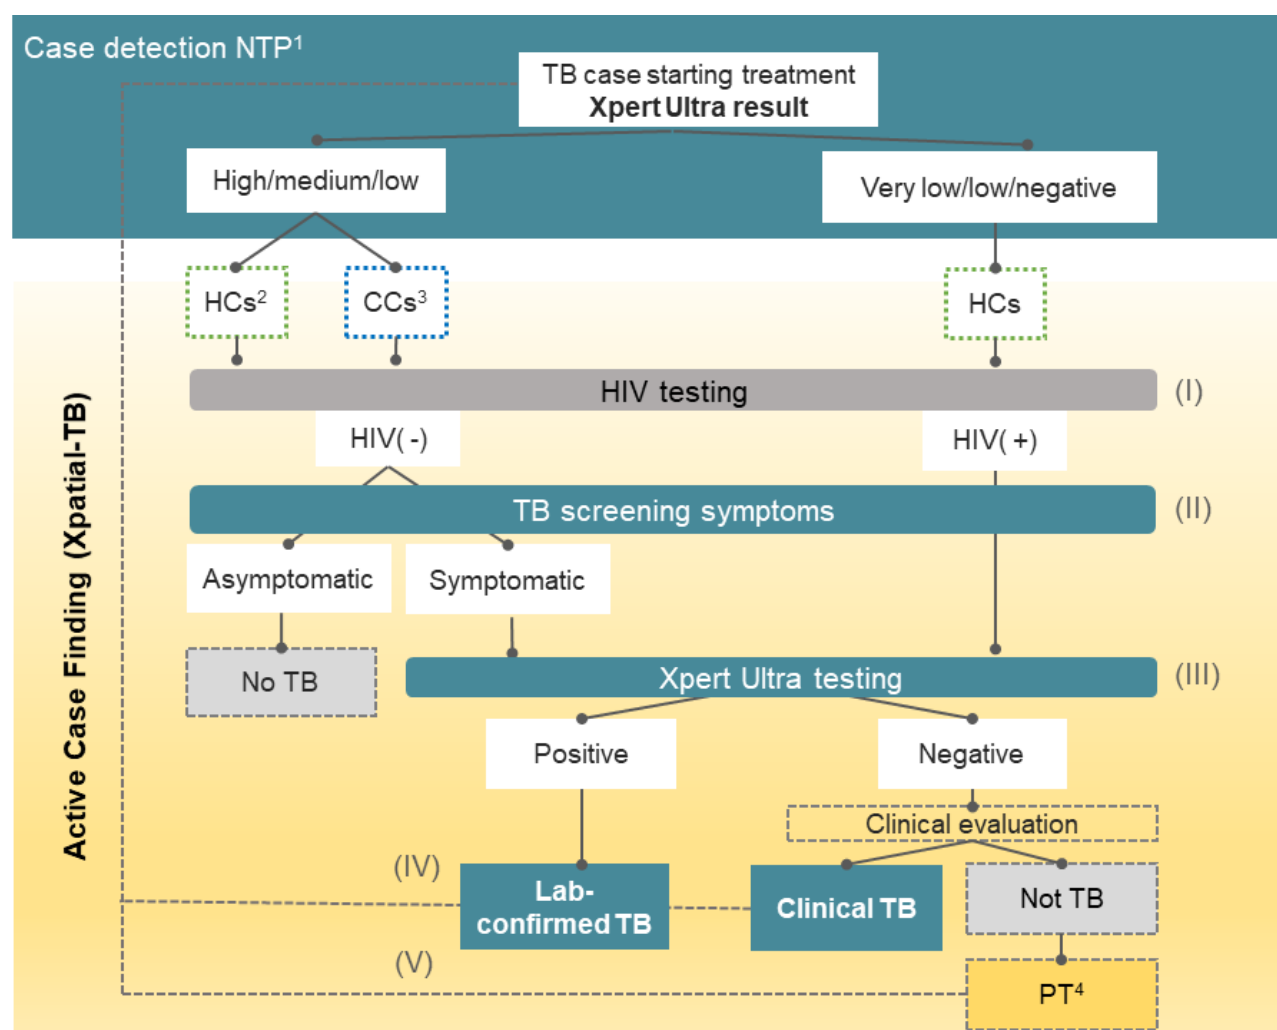 Case detection NTP¹
TB case starting treatment
Xpert Ultra result
High/medium/low
Very low/low/negative
HCs²
CCs³
HCs
HIV testing
(I)
HIV( -)
HIV( +)
TB screening symptoms
(II)
Asymptomatic
Symptomatic
No TB
Xpert Ultra testing
(III)
Positive
Negative
Clinical evaluation
(IV)
Lab-
confirmed TB
Clinical TB
Not TB
(V)
PT⁴
Active Case Finding (Xpatial-TB)